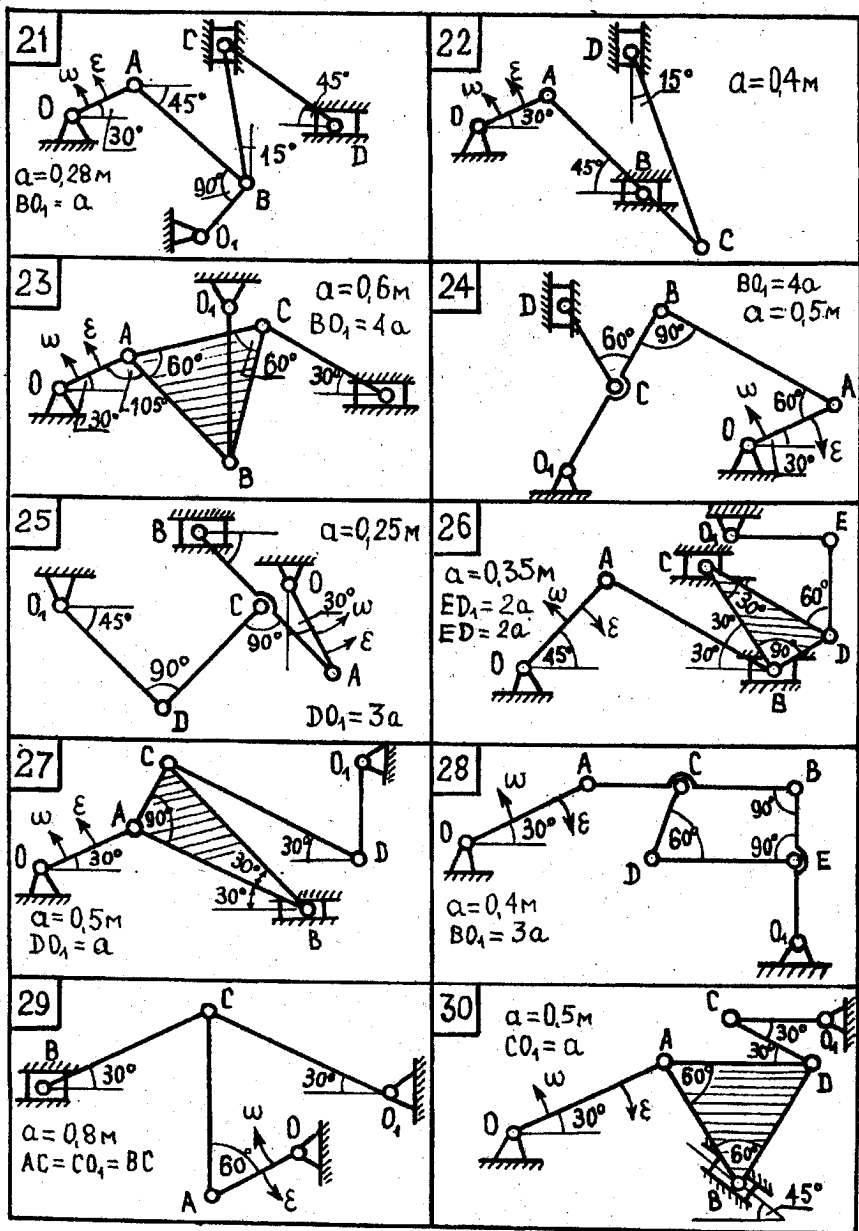 21
C
ω ε A
O
45°
45°
30°
D
a=0,28м
15°
BO₁=a
90°
B
O₁
22
D
ω ε A
15°
a=0,4м
O
30°
45°
B
C
23
a=0,6м
O₁
C
BO₁=4a
ω ε A
60°
60°
O
30°
30°
105°
B
24
B
BO₁=4a
D
a=0,5м
60°
90°
C
A
60°
ω
O
O₁
30°
ε
25
B
a=0,25м
O
O₁
C
30°
ω
45°
90°
ε
90°
A
D
DO₁=3a
26
O₁
E
A
C
a=0,35м
ED₁=2a
ED=2a
ω
ε
60°
30°
30°
D
O
45°
30°
90°
B
27
C
O₁
ω ε A
90°
O
30°
30°
D
30°
30°
a=0,5м
DO₁=a
B
28
A
C
B
ω
90°
O
30°
ε
60°
90°
D
E
a=0,4м
BO₁=3a
O₁
29
C
B
30°
30°
O₁
ω
O
a=0,8м
AC=CO₁=BC
60°
A
ε
30
a=0,5м
C
CO₁=a
30°
O₁
A
30°
D
ω
60°
O
30°
ε
60°
B
45°